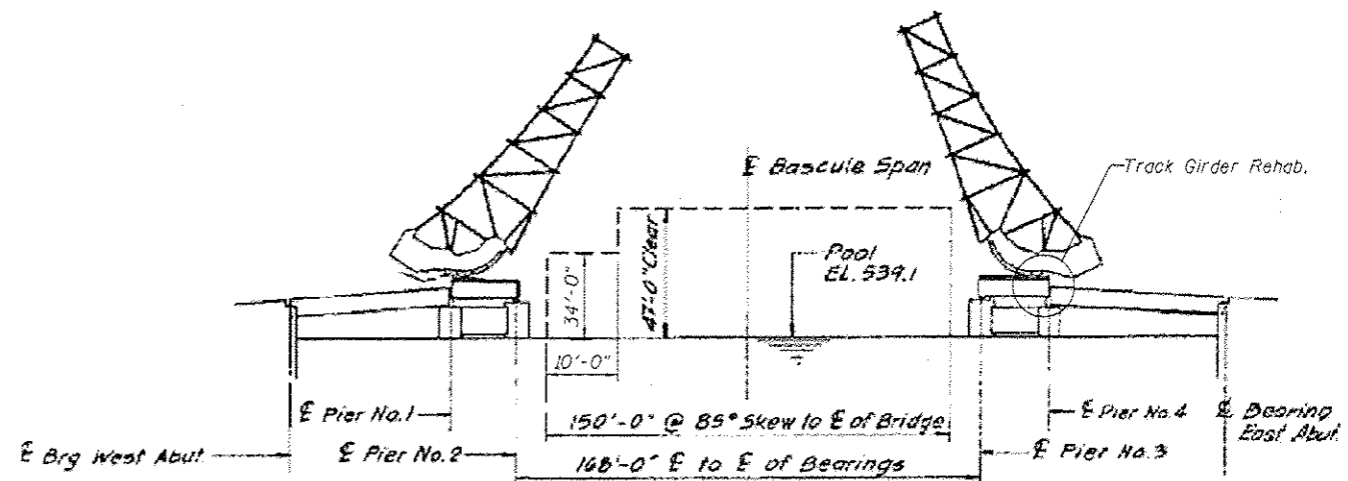 ℄ Bascule Span
Track Girder Rehab.
47'-0" Clear
34'-0"
Pool
EL. 539.1
10'-0"
℄ Pier No.1
150'-0" @ 85° Skew to ℄ of Bridge
℄ Pier No.4
℄ Bearing
East Abut.
℄ Brg West Abut.
℄ Pier No.2
168'-0" ℄ to ℄ of Bearings
℄ Pier No.3